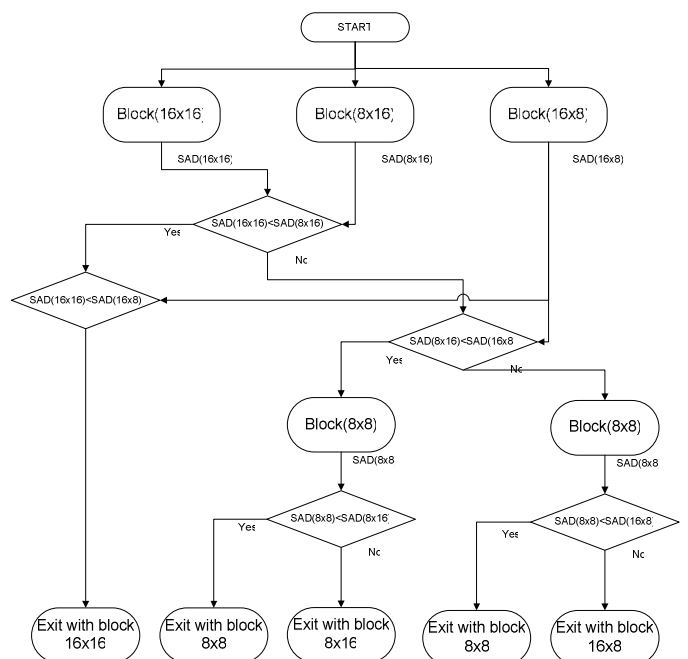 START
Block(16x16)
Block(8x16)
Block(16x8)
SAD(16x16)
SAD(8x16)
SAD(16x8)
SAD(16x16)<SAD(8x16)
Yes
No
SAD(16x16)<SAD(16x8)
SAD(8x16)<SAD(16x8
Yes
No
Block(8x8)
Block(8x8)
SAD(8x8
SAD(8x8
SAD(8x8)<SAD(8x16)
SAD(8x8)<SAD(16x8)
Yes
No
Yes
No
Exit with block
16x16
Exit with block
8x8
Exit with block
8x16
Exit with block
8x8
Exit with block
16x8